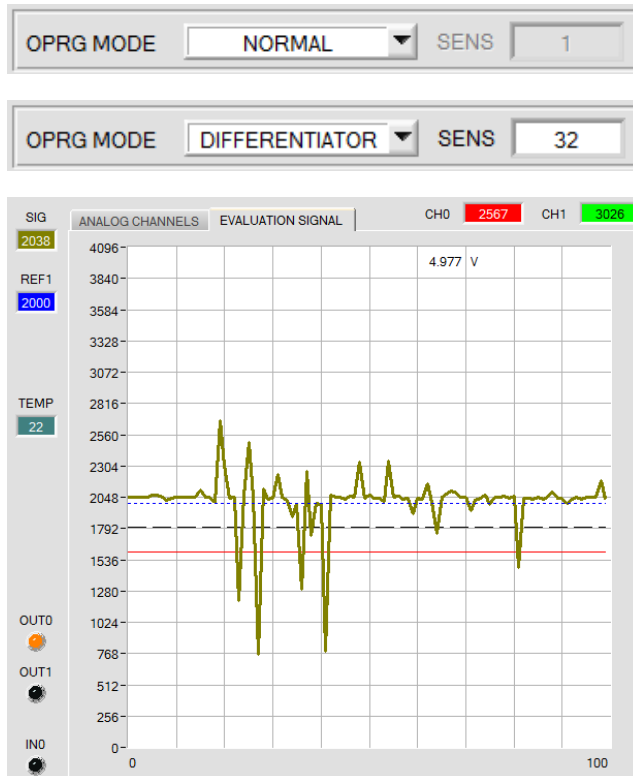 OPRG MODE NORMAL SENS 1
OPRG MODE DIFFERENTIATOR SENS 32
SIG ANALOG CHANNELS EVALUATION SIGNAL CH0 2567 CH1 3026
2038
4096
4.977 V
REF1
3840
2000
3584
3328
3072
TEMP
2816
22
2560
2304
2048
1792
1536
1280
OUT0
1024
768
OUT1
512
256
IN0
0
0 100